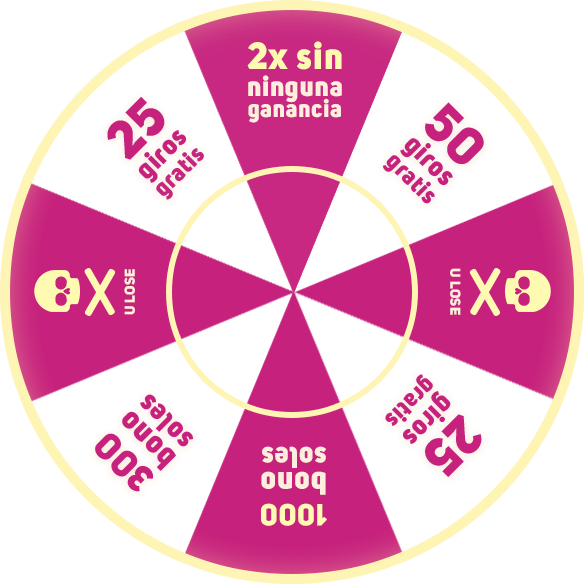 2x sin
ninguna
ganancia
50
giros
gratis
U LOSE
25
giros
gratis
1000
bono
soles
300
bono
soles
U LOSE
25
giros
gratis